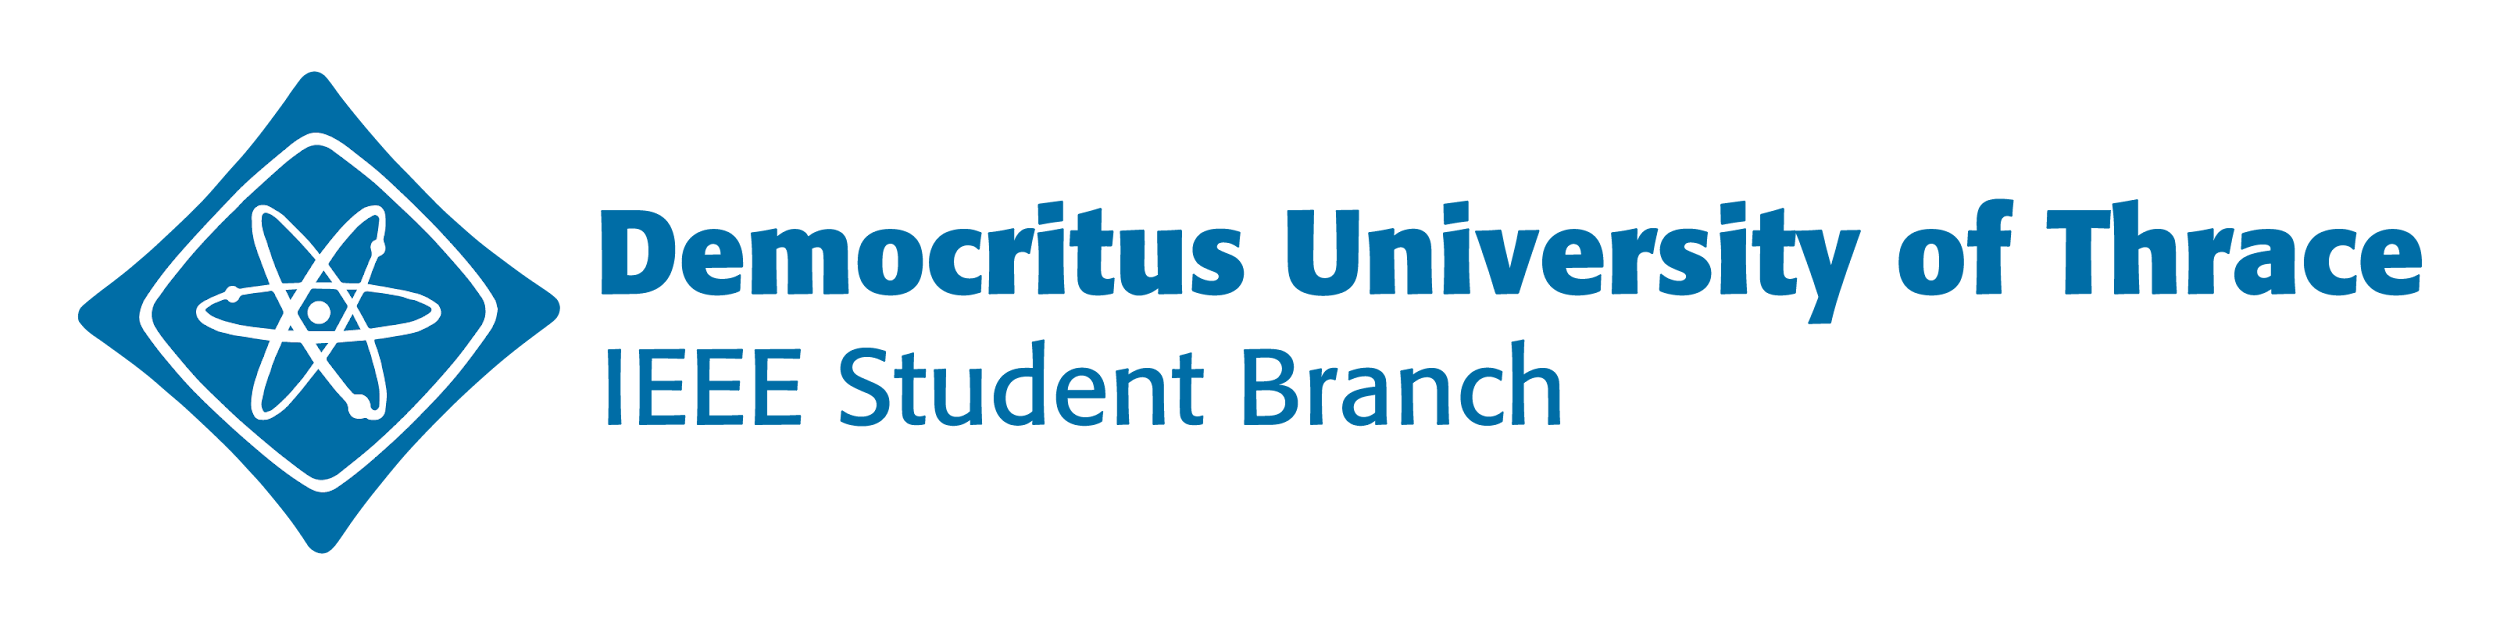 Democritus University of Thrace
IEEE Student Branch